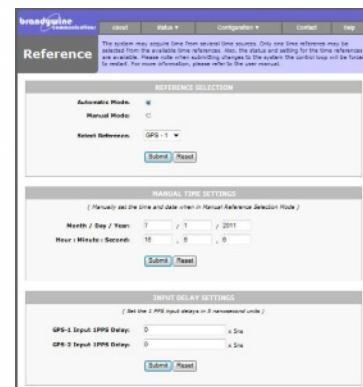 brandywine
communications
About Status ▼ Configuration ▼ Contact Help
Reference
The system may acquire time from several time sources. Only one time reference may be
selected from the available time references. Also, the status and setting for the time references
are available. Please note when submitting changes to the system the control loop will be force
to restart. For more information, please refer to the user manual.
REFERENCE SELECTION
Automatic Mode:
Manual Mode:
Select Reference: GPS - 1 ▼
Submit Reset
MANUAL TIME SETTINGS
( Manually set the time and date when in Manual Reference Selection Mode )
Month / Day / Year: 7 / 1 / 2011
Hour : Minute : Second: 18 : 8 : 8
Submit Reset
INPUT DELAY SETTINGS
( Set the 1 PPS input delays in 5 nanosecond units )
GPS-1 Input 1PPS Delay: 0 x 5ns
GPS-2 Input 1PPS Delay: 0 x 5ns
Submit Reset